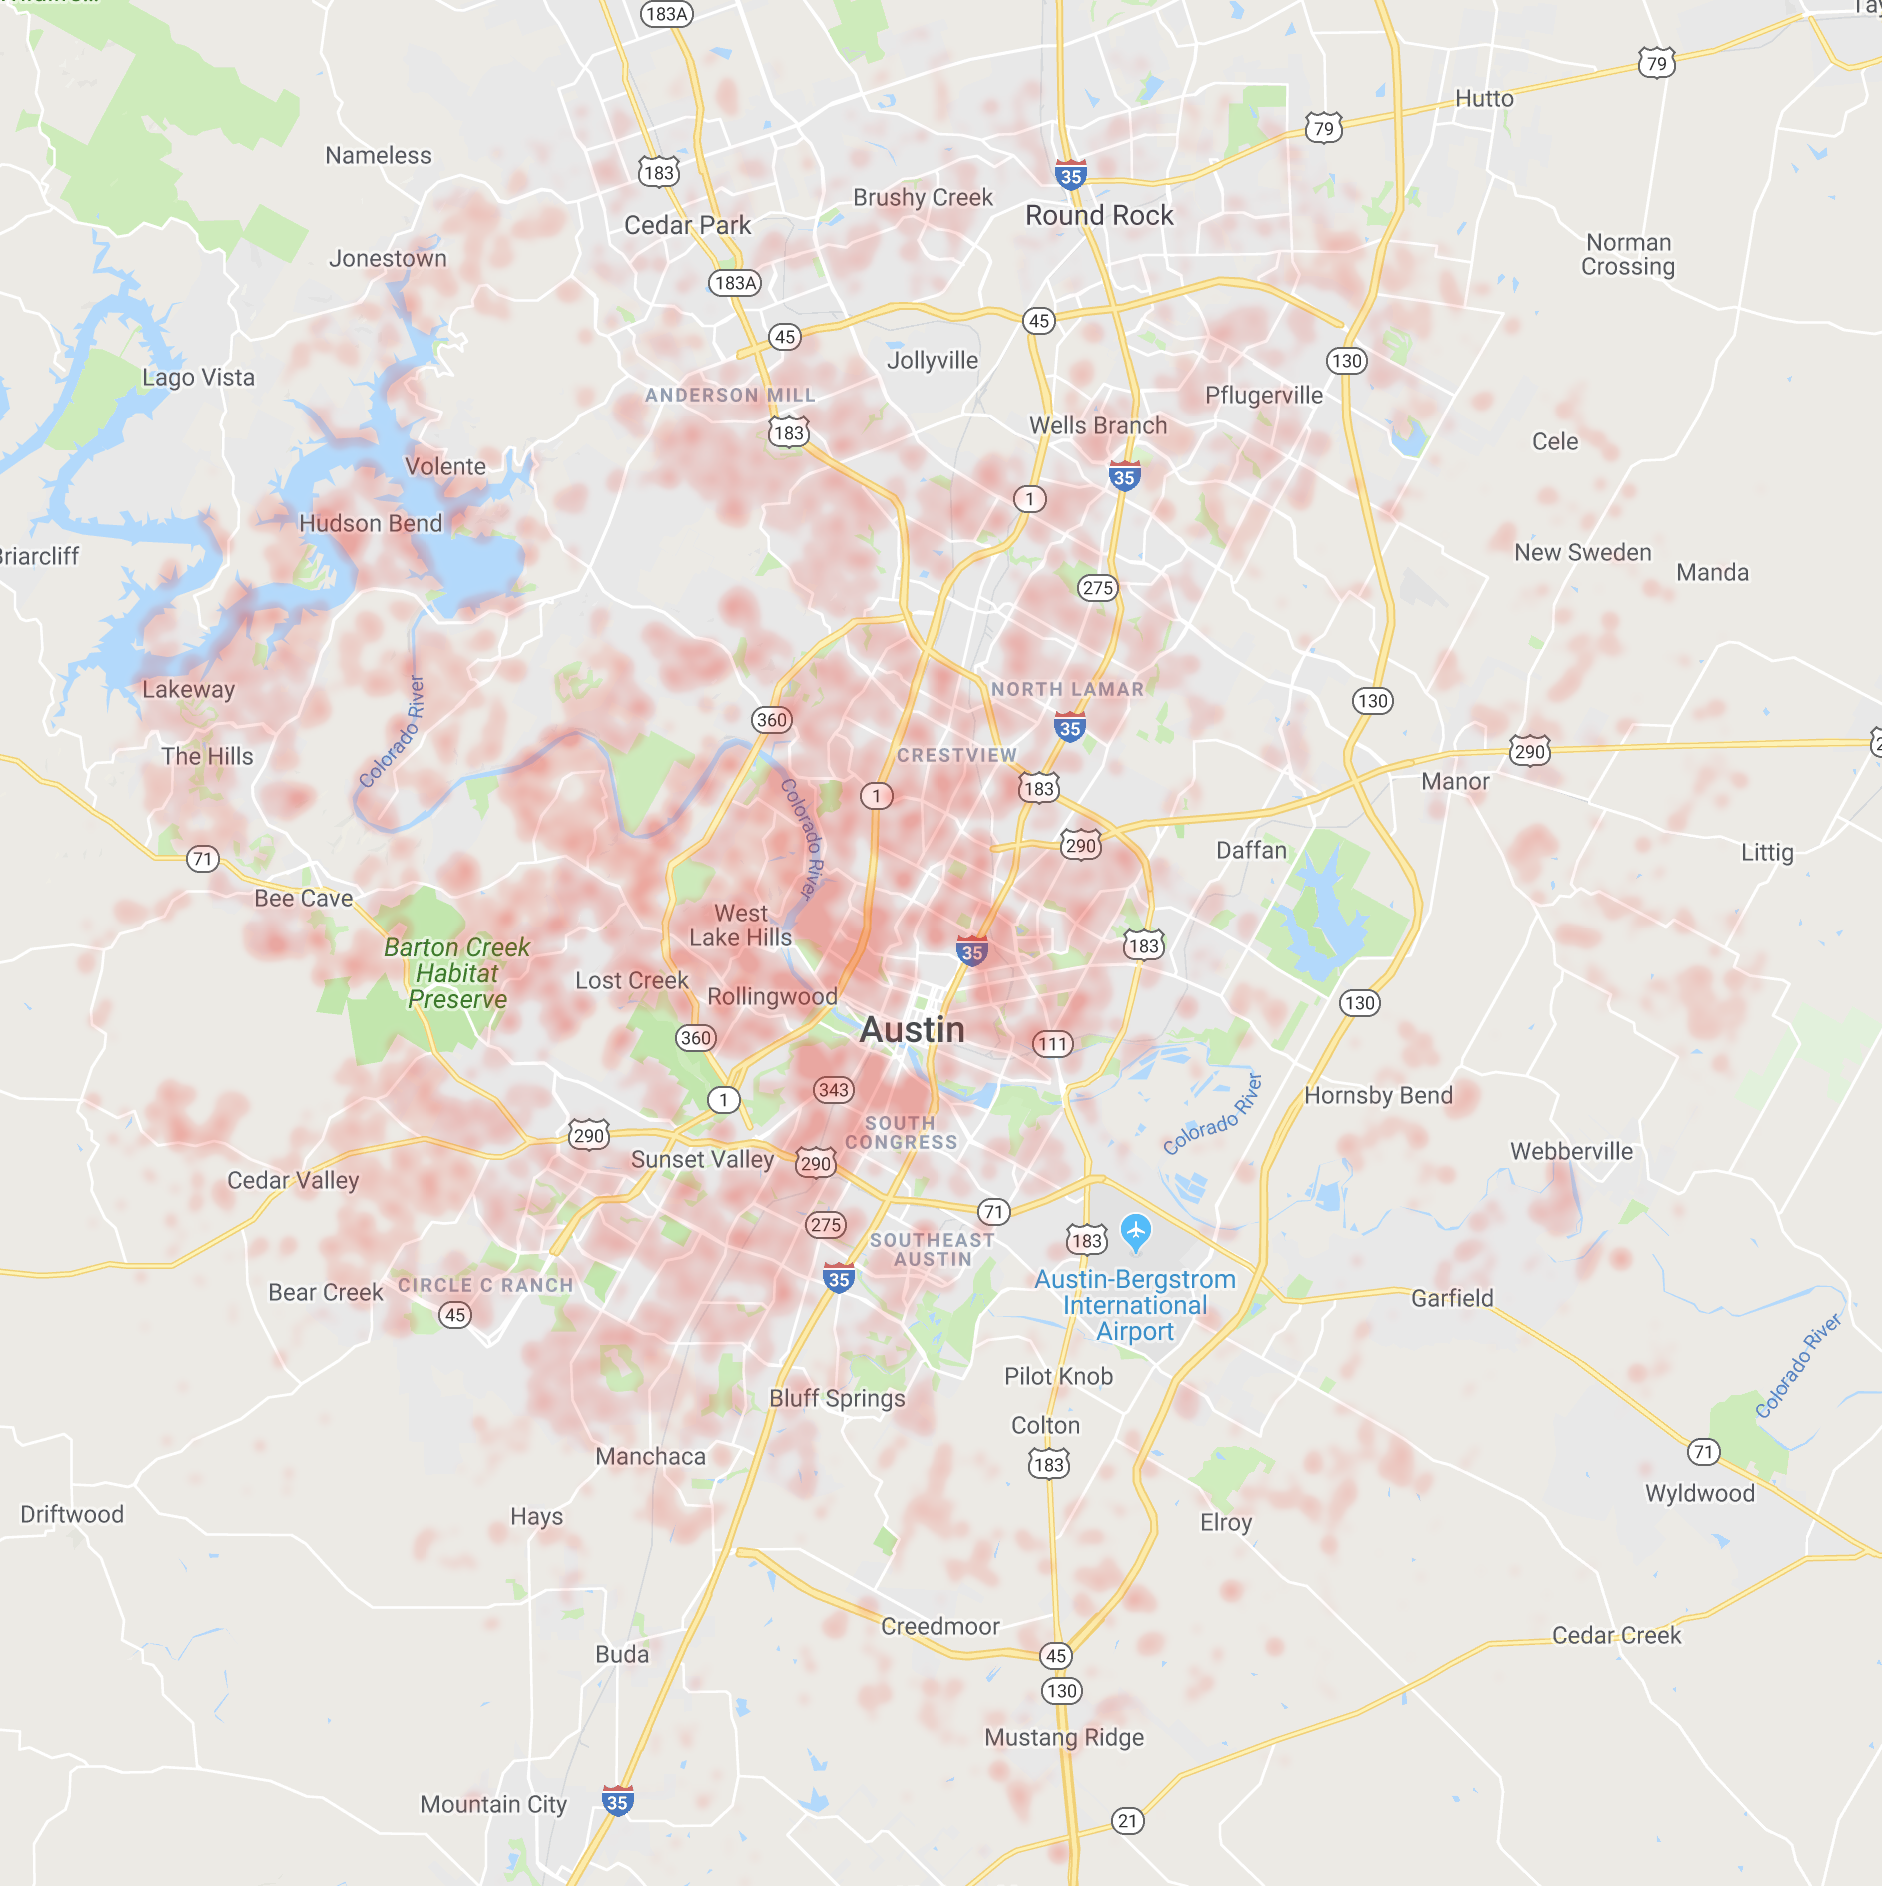 183A
Tay
79
Hutto
79
Nameless
183
35
Brushy Creek
Round Rock
Cedar Park
Norman
Crossing
Jonestown
183A
45
45
Jollyville
130
Lago Vista
ANDERSON MILL
Pflugerville
183
Wells Branch
Cele
Volente
35
1
Hudson Bend
New Sweden
Briarcliff
Manda
275
Lakeway
NORTH LAMAR
130
Colorado River
360
35
The Hills
CRESTVIEW
290
2
Manor
183
1
Colorado River
290
Daffan
Littig
71
Bee Cave
West
Lake Hills
Barton Creek
Habitat
Preserve
35
183
Lost Creek
Rollingwood
130
Austin
360
111
343
1
Hornsby Bend
Colorado River
SOUTH
CONGRESS
290
Sunset Valley
290
Webberville
Cedar Valley
71
275
SOUTHEAST
AUSTIN
183
35
Austin-Bergstrom
International
Airport
Bear Creek
CIRCLE C RANCH
45
Garfield
Colorado River
Pilot Knob
Bluff Springs
Colton
Manchaca
183
71
Wyldwood
Driftwood
Hays
Elroy
Creedmoor
Cedar Creek
Buda
45
130
Mustang Ridge
Mountain City
35
21